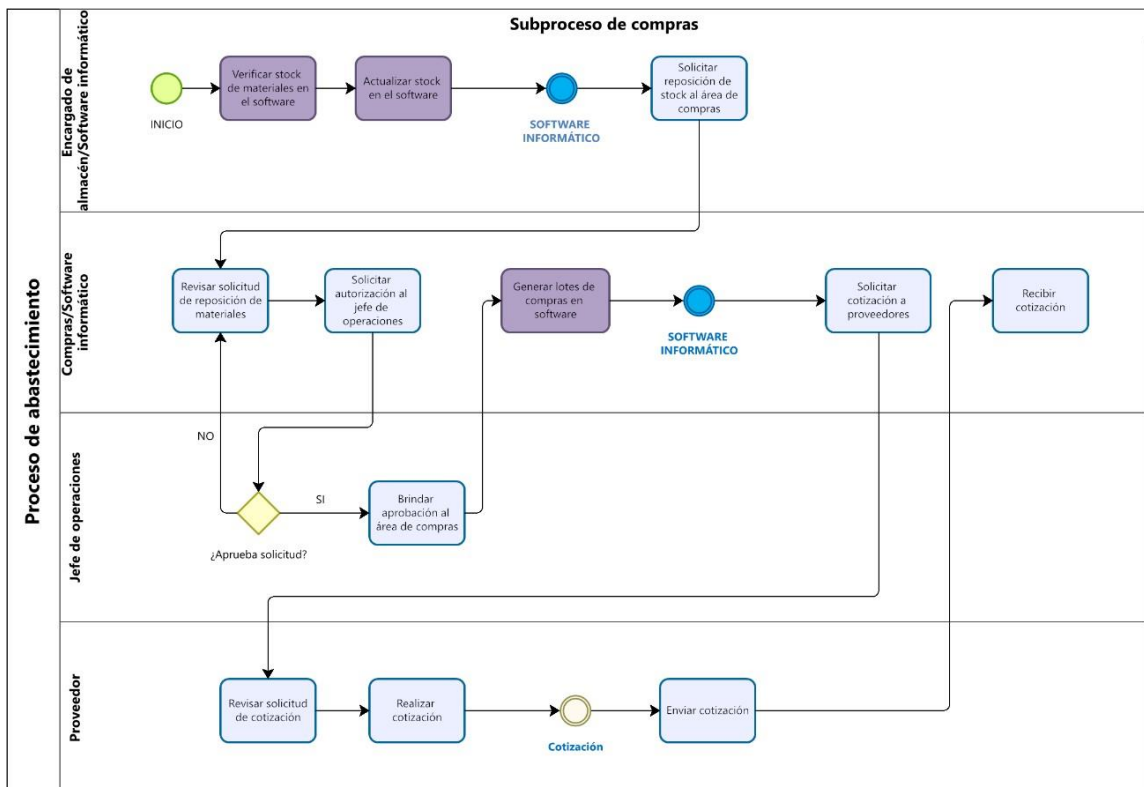 Subproceso de compras
Proceso de abastecimiento
Encargado de
almacén/Software informático
INICIO
Verificar stock
de materiales en
el software
Actualizar stock
en el software
SOFTWARE
INFORMÁTICO
Solicitar
reposición de
stock al área de
compras
Compras/Software
informático
Revisar solicitud
de reposición de
materiales
Solicitar
autorización al
jefe de
operaciones
Generar lotes de
compras en
software
SOFTWARE
INFORMÁTICO
Solicitar
cotización a
proveedores
Recibir
cotización
Jefe de operaciones
NO
¿Aprueba solicitud?
SI
Brindar
aprobación al
área de compras
Proveedor
Revisar solicitud
de cotización
Realizar
cotización
Cotización
Enviar cotización